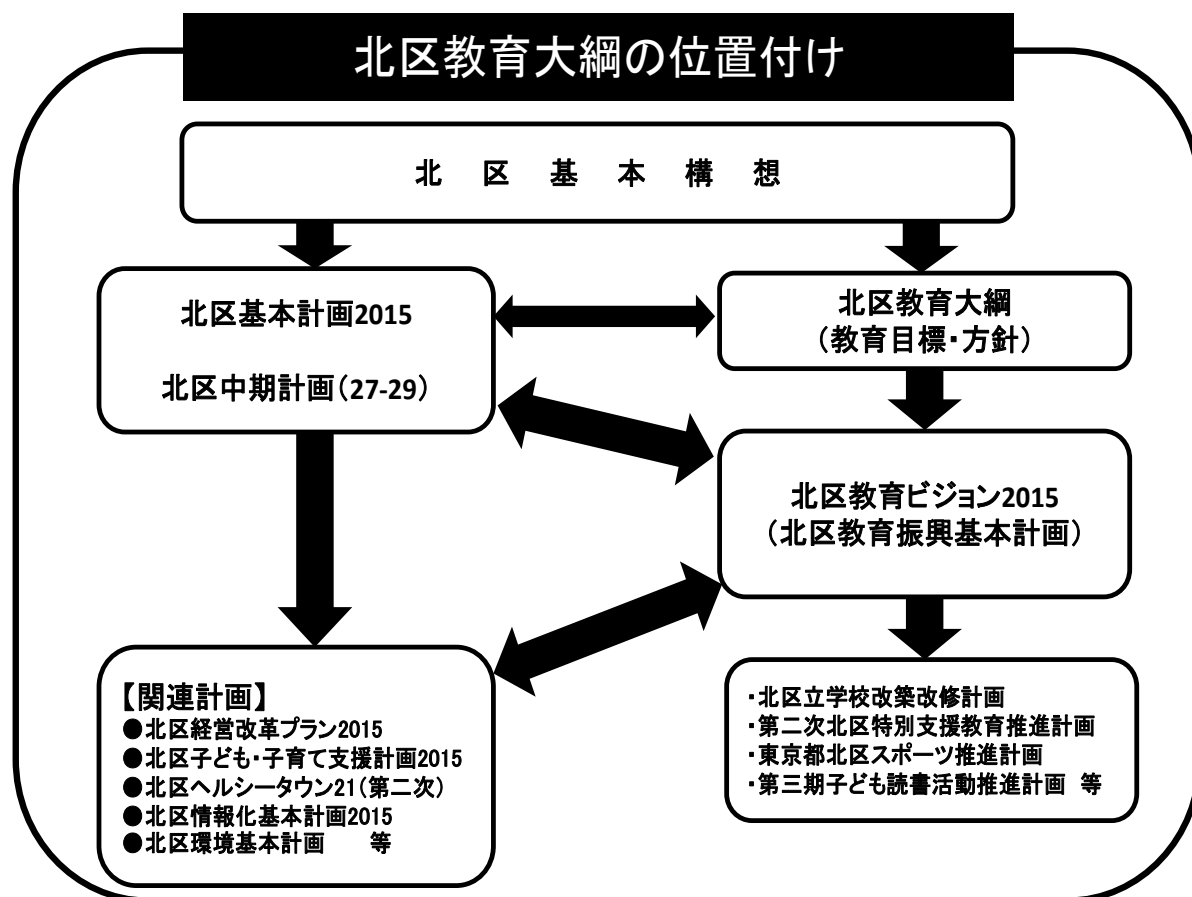 北区教育大綱の位置付け
北区基本構想
北区基本計画2015
北区中期計画(27-29)
北区教育大綱
(教育目標・方針)
北区教育ビジョン2015
(北区教育振興基本計画)
【関連計画】
●北区経営改革プラン2015
●北区子ども・子育て支援計画2015
●北区ヘルシータウン21(第二次)
●北区情報化基本計画2015
●北区環境基本計画　等
・北区立学校改築改修計画
・第二次北区特別支援教育推進計画
・東京都北区スポーツ推進計画
・第三期子ども読書活動推進計画　等